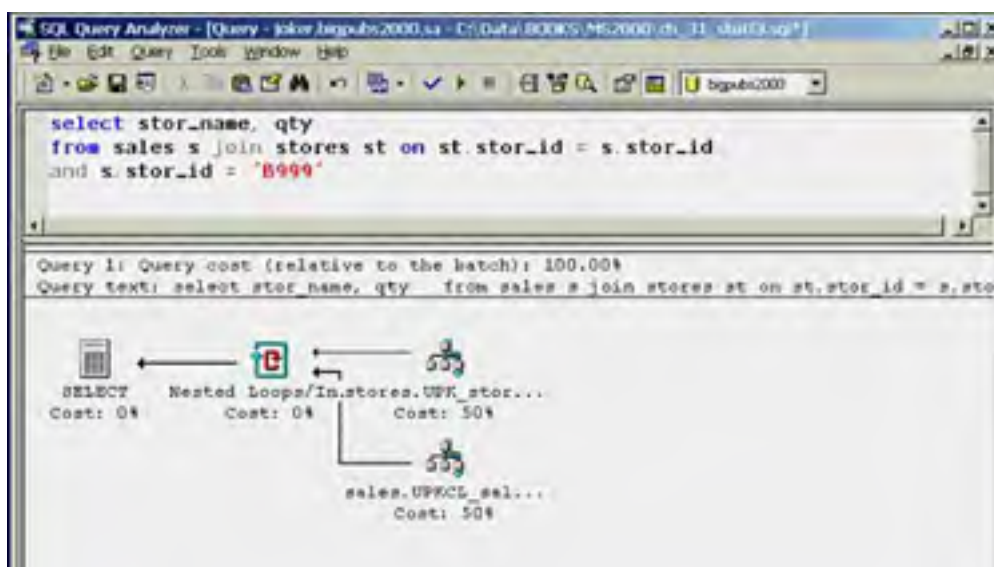 SQL Query Analyzer - [Query - joker.bigpubs2000.sa - C:\Data\BOOKS\MS2000\ch_31_
File Edit Query Tools Window Help
bigpubs2000
select stor_name, qty
from sales s join stores st on st.stor_id = s.stor_id
and s.stor_id = 'B999'
Query 1: Query cost (relative to the batch): 100.00%
Query text: select stor_name, qty from sales s join stores st on st.stor_id = s.sto
SELECT
Cost: 0%
Nested Loops/In...
Cost: 0%
stores.UPK_stor...
Cost: 50%
sales.UPKCL_sal...
Cost: 50%